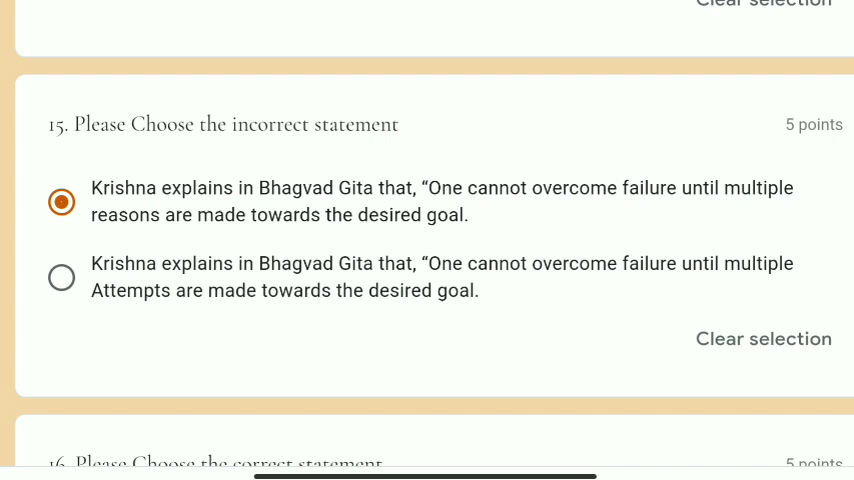 Clear selection
15. Please Choose the incorrect statement
5 points
Krishna explains in Bhagvad Gita that, “One cannot overcome failure until multiple
reasons are made towards the desired goal.
Krishna explains in Bhagvad Gita that, “One cannot overcome failure until multiple
Attempts are made towards the desired goal.
Clear selection
16. Please Choose the correct statement
5 points